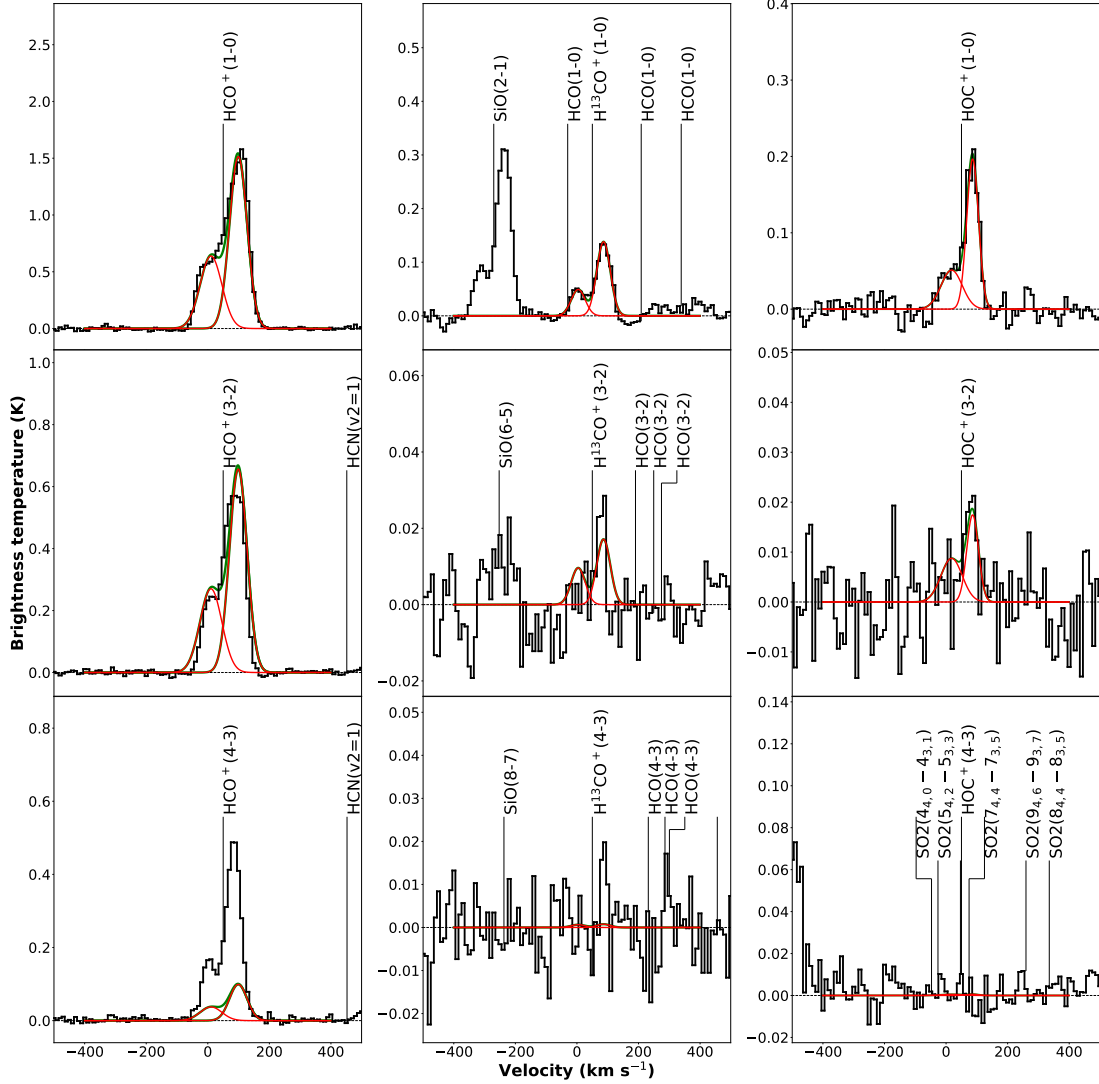 HCO⁺(1-0)
2.5
2.0
1.5
1.0
0.5
0.0
SiO(2-1)
HCO(1-0)
H¹³CO⁺(1-0)
HCO(1-0)
HCO(1-0)
0.5
0.4
0.3
0.2
0.1
0.0
HOC⁺(1-0)
0.4
0.3
0.2
0.1
0.0
Brightness temperature (K)
HCO⁺(3-2)
HCN(v2=1)
1.0
0.8
0.6
0.4
0.2
0.0
SiO(6-5)
H¹³CO⁺(3-2)
HCO(3-2)
HCO(3-2)
HCO(3-2)
0.06
0.04
0.02
0.00
−0.02
HOC⁺(3-2)
0.05
0.04
0.03
0.02
0.01
0.00
−0.01
HCO⁺(4-3)
HCN(v2=1)
0.8
0.6
0.4
0.2
0.0
−400
−200
0
200
400
SiO(8-7)
H¹³CO⁺(4-3)
HCO(4-3)
HCO(4-3)
HCO(4-3)
0.05
0.04
0.03
0.02
0.01
0.00
−0.01
−0.02
−400
−200
0
200
400
SO2(4₄,₀ − 4₃,₁)
SO2(5₄,₂ − 5₃,₃)
HOC⁺(4-3)
SO2(7₄,₄ − 7₃,₅)
SO2(9₄,₆ − 9₃,₇)
SO2(8₄,₄ − 8₃,₅)
0.14
0.12
0.10
0.08
0.06
0.04
0.02
0.00
−0.02
−400
−200
0
200
400
Velocity (km s⁻¹)